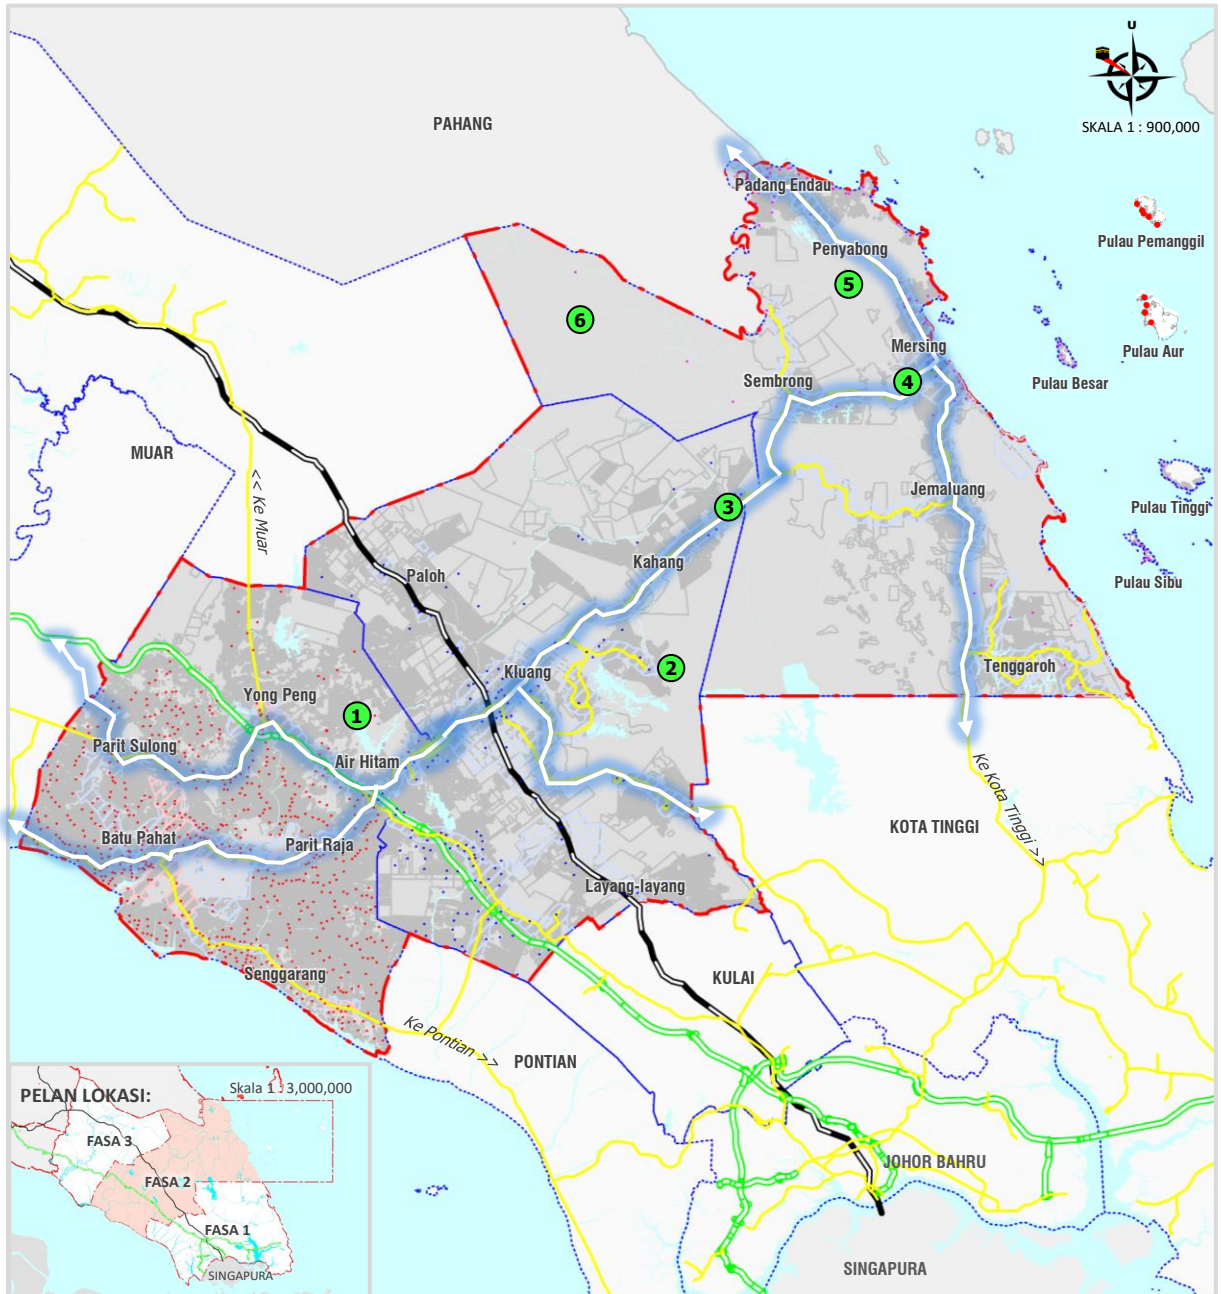 U
SKALA 1 : 900,000
PAHANG
Padang Endau
Pulau Pemanggil
Penyabong
5
6
Mersing
Pulau Aur
Sembrong
4
Pulau Besar
MUAR
<< Ke Muar
Jemaluang
3
Pulau Tinggi
Kahang
Paloh
Pulau Sibu
Kluang
2
Tenggaroh
Yong Peng
1
Parit Sulong
Air Hitam
Ke Kota Tinggi >>
KOTA TINGGI
Batu Pahat
Parit Raja
Layang-layang
Senggarang
KULAI
Ke Pontian >>
PONTIAN
JOHOR BAHRU
SINGAPURA
PELAN LOKASI:
Skala 1 : 3,000,000
FASA 3
FASA 2
FASA 1
SINGAPURA